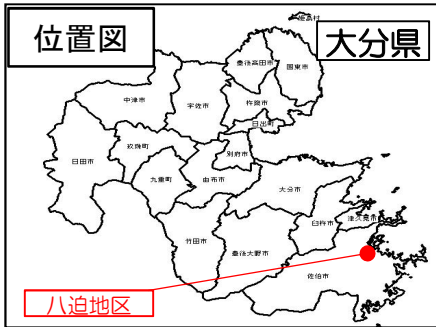 位置図
大分県
姫島村
豊後高田市
国東市
中津市
宇佐市
杵築市
日出町
日田市
玖珠町
別府市
九重町
由布市
大分市
臼杵市
津久見市
竹田市
豊後大野市
佐伯市
八迫地区